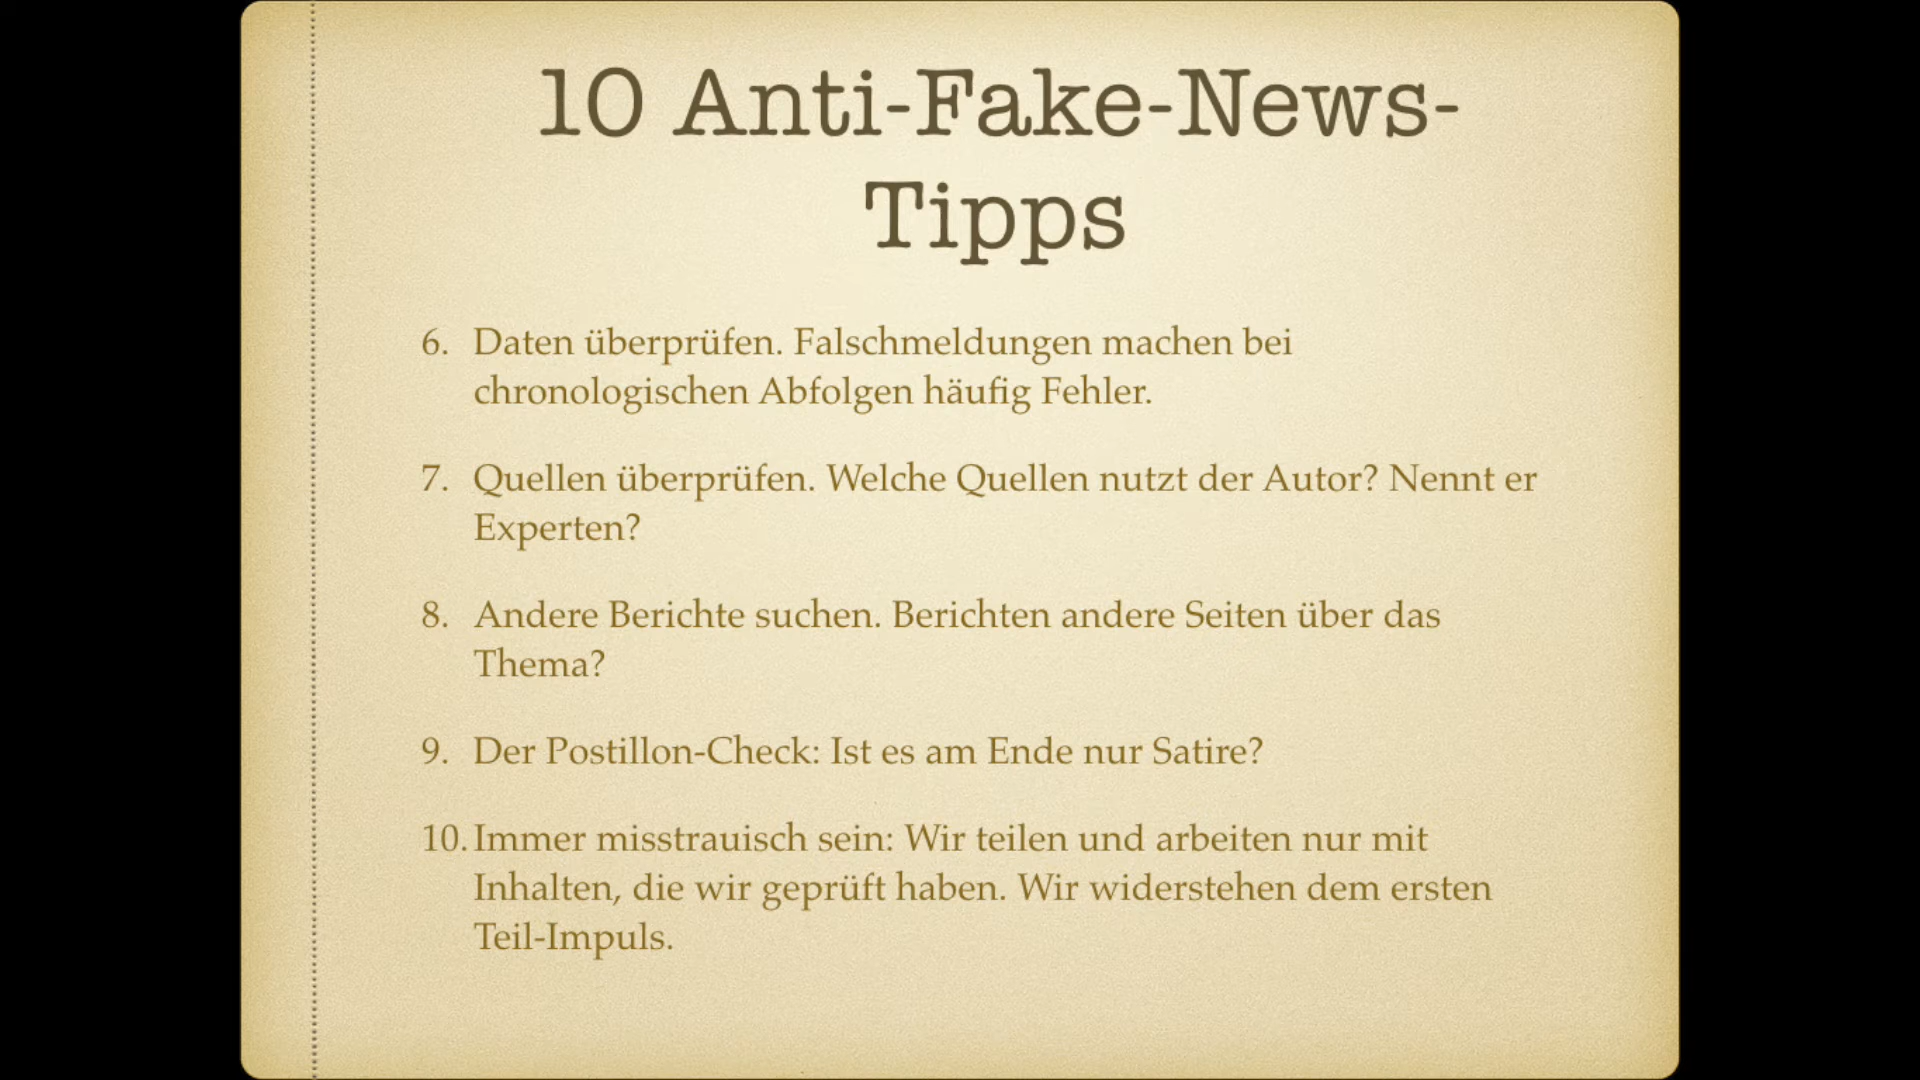 10 Anti-Fake-News-
Tipps
6. Daten überprüfen. Falschmeldungen machen bei
chronologischen Abfolgen häufig Fehler.
7. Quellen überprüfen. Welche Quellen nutzt der Autor? Nennt er
Experten?
8. Andere Berichte suchen. Berichten andere Seiten über das
Thema?
9. Der Postillon-Check: Ist es am Ende nur Satire?
10. Immer misstrauisch sein: Wir teilen und arbeiten nur mit
Inhalten, die wir geprüft haben. Wir widerstehen dem ersten
Teil-Impuls.